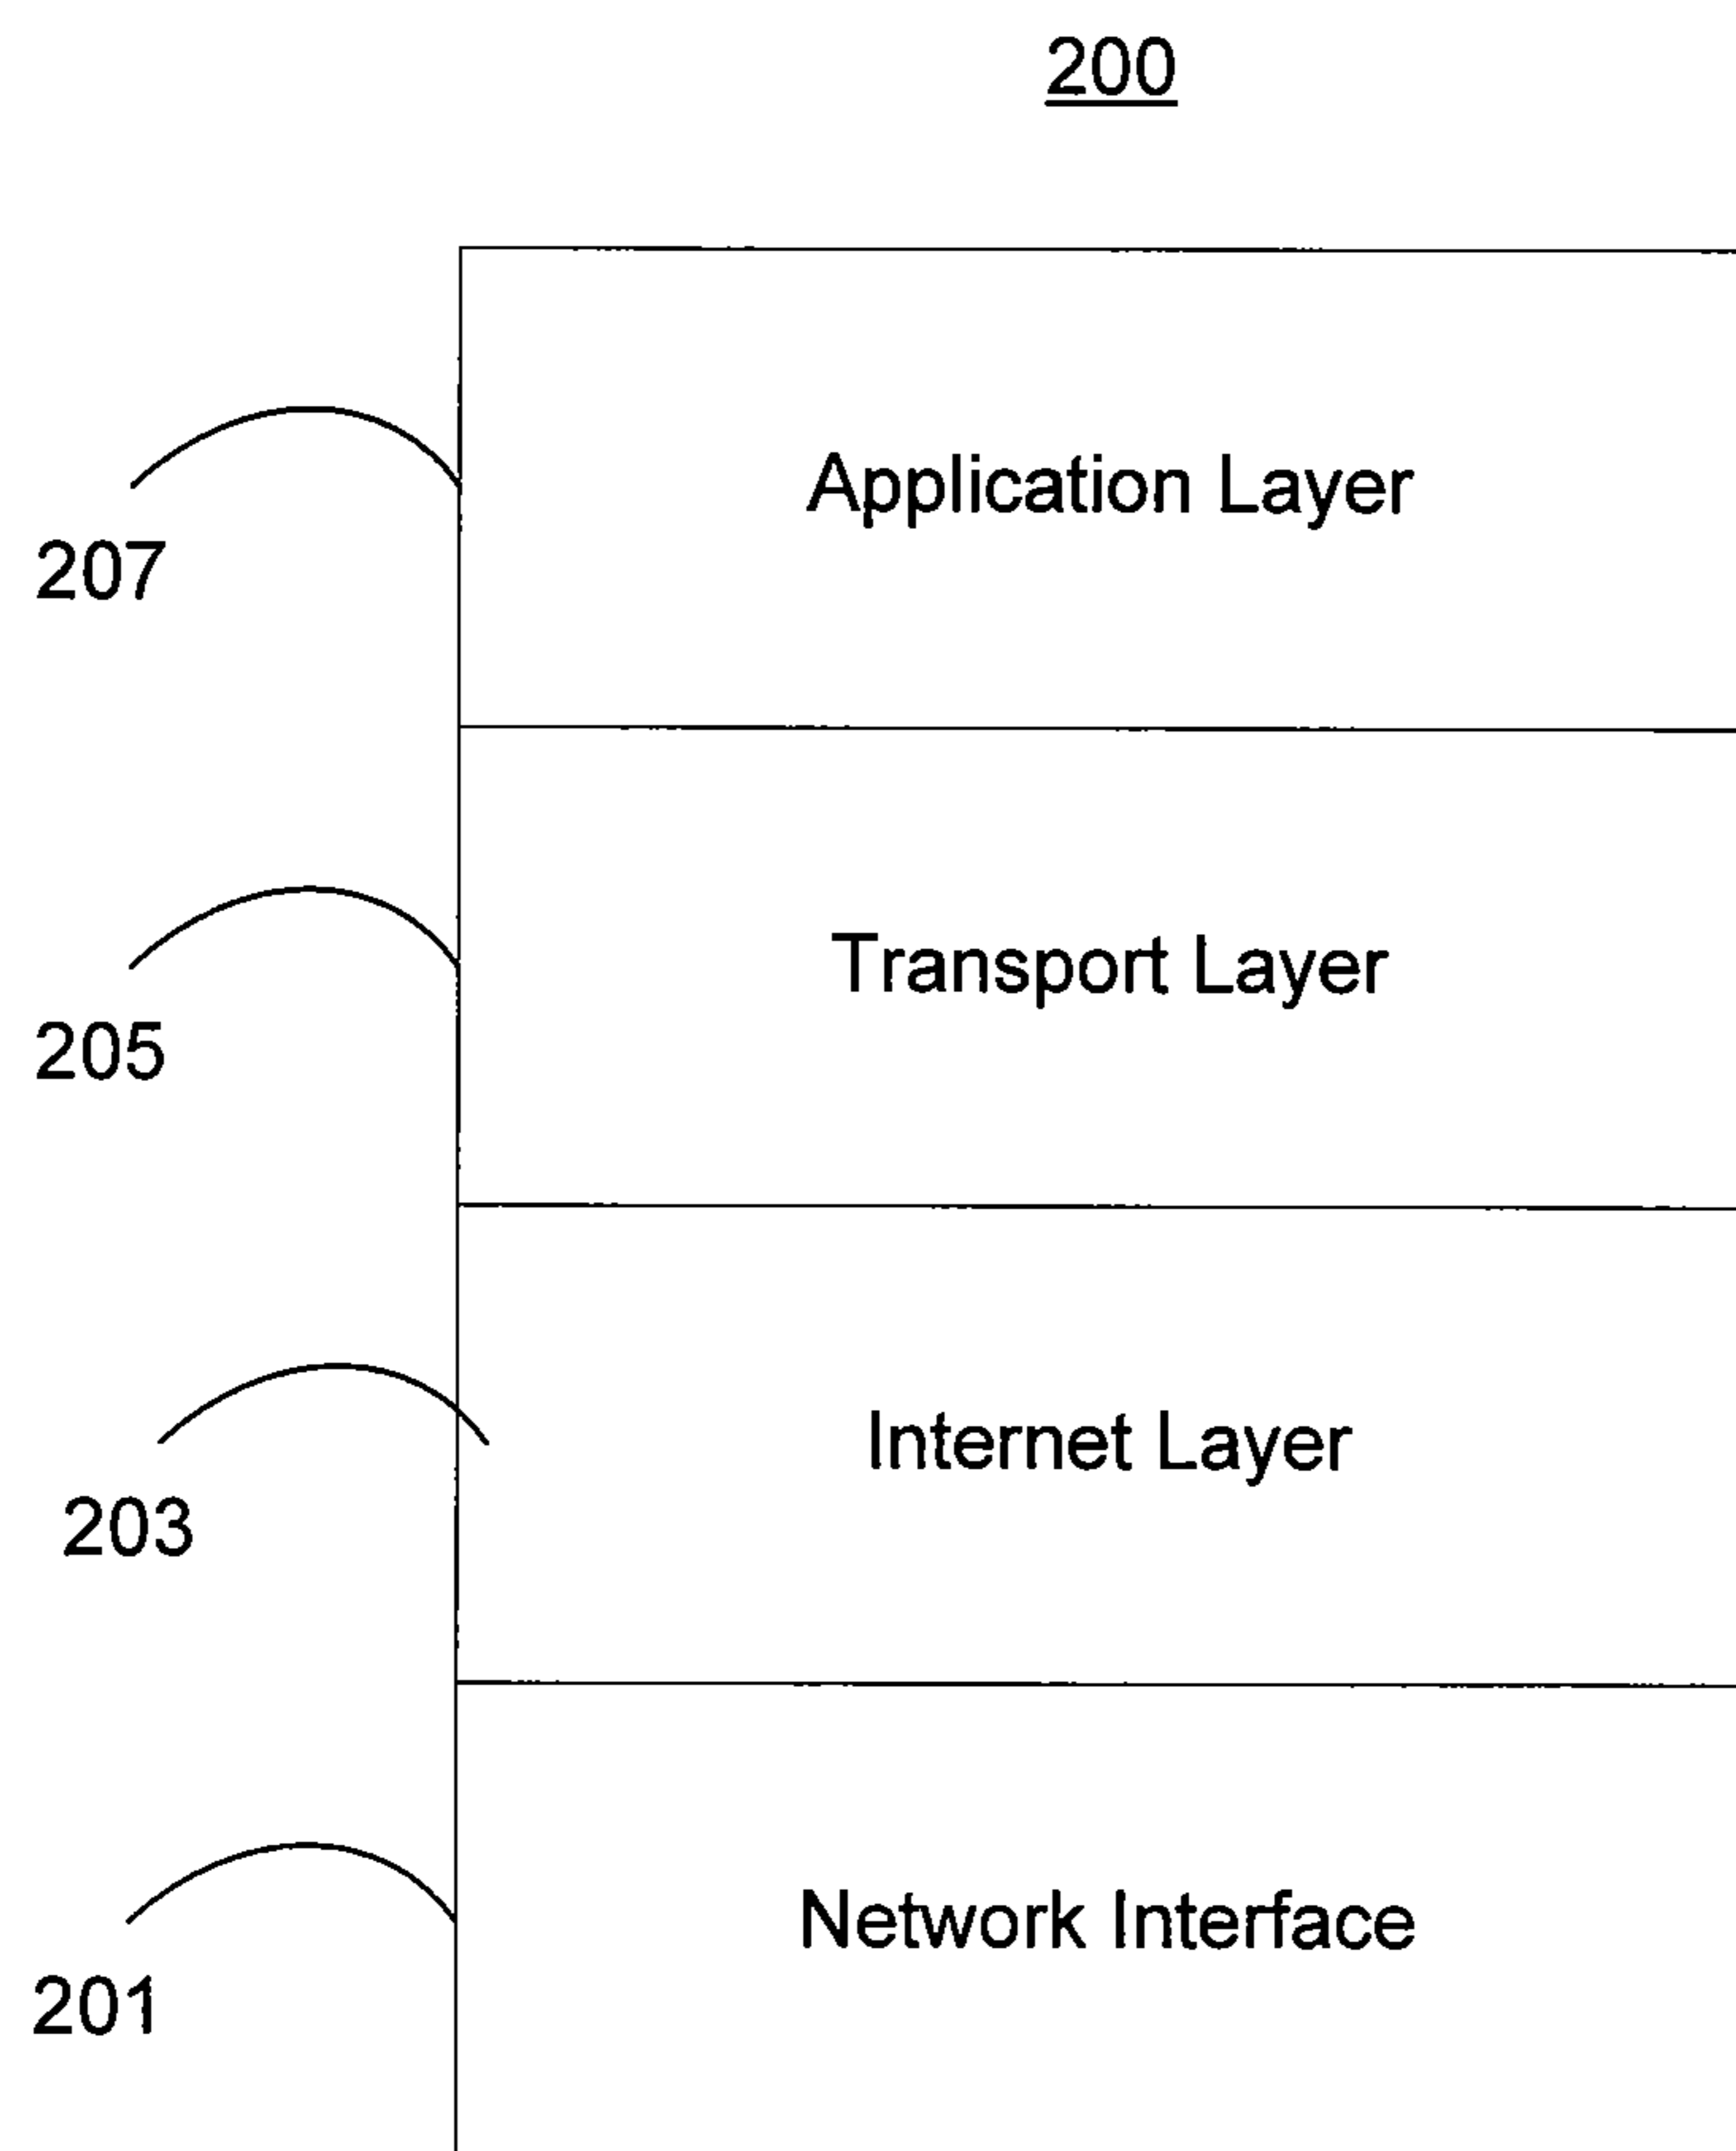 200
Application Layer
207
Transport Layer
205
Internet Layer
203
Network Interface
201